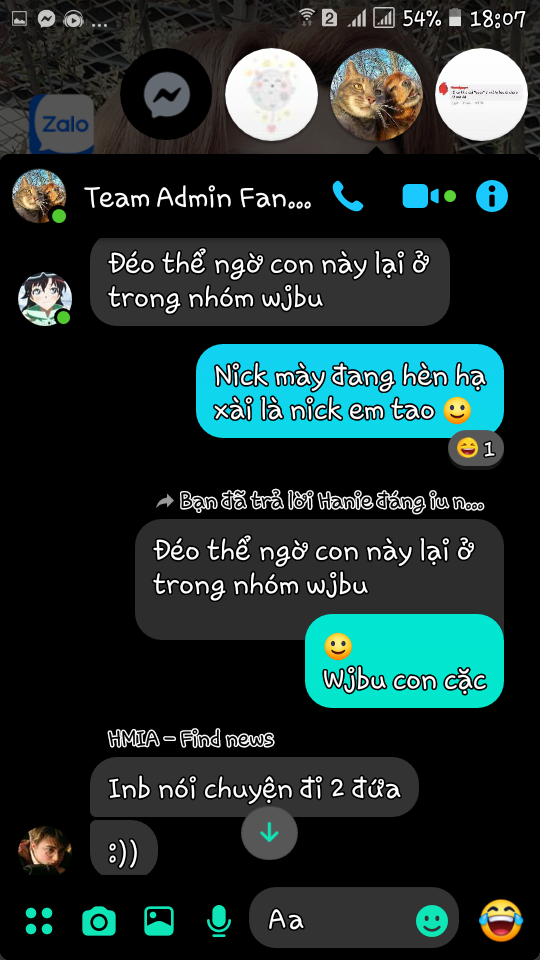 2 54% 18:07
Zalo
Team Admin Fan...
Đéo thể ngờ con này lại ở
trong nhóm wjbu
Nick mày đang hèn hạ
xài là nick em tao 🙂
😄 1
Bạn đã trả lời Hanie đáng iu n...
Đéo thể ngờ con này lại ở
trong nhóm wjbu
🙂
Wjbu con cặc
HMIA - Find news
Inb nói chuyện đi 2 đứa
:))
Aa